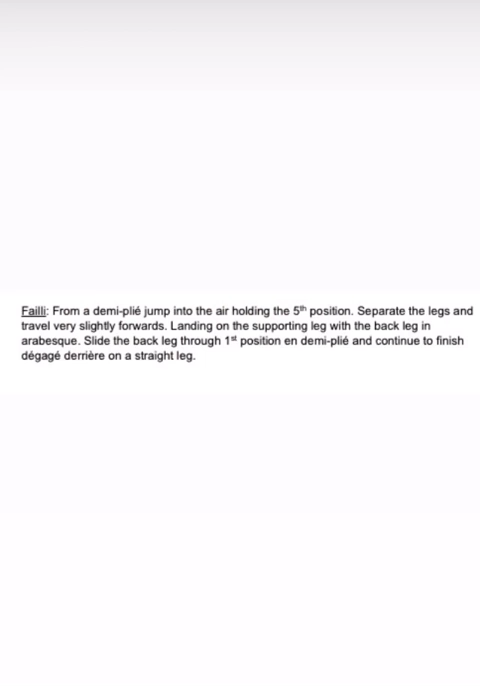 Failli: From a demi-plié jump into the air holding the 5th position. Separate the legs and
travel very slightly forwards. Landing on the supporting leg with the back leg in
arabesque. Slide the back leg through 1st position en demi-plié and continue to finish
dégagé derrière on a straight leg.